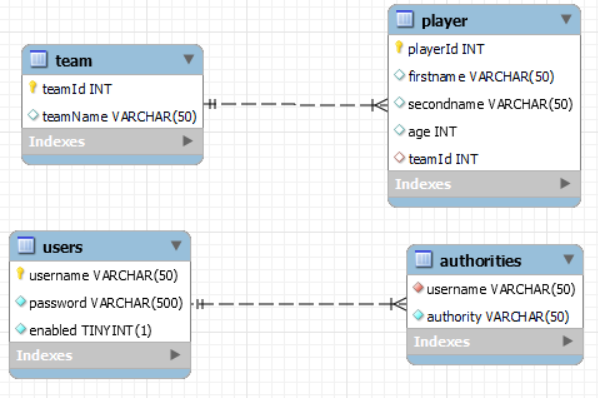 team
teamId INT
teamName VARCHAR(50)
Indexes
player
playerId INT
firstname VARCHAR(50)
secondname VARCHAR(50)
age INT
teamId INT
Indexes
users
username VARCHAR(50)
password VARCHAR(500)
enabled TINYINT(1)
Indexes
authorities
username VARCHAR(50)
authority VARCHAR(50)
Indexes